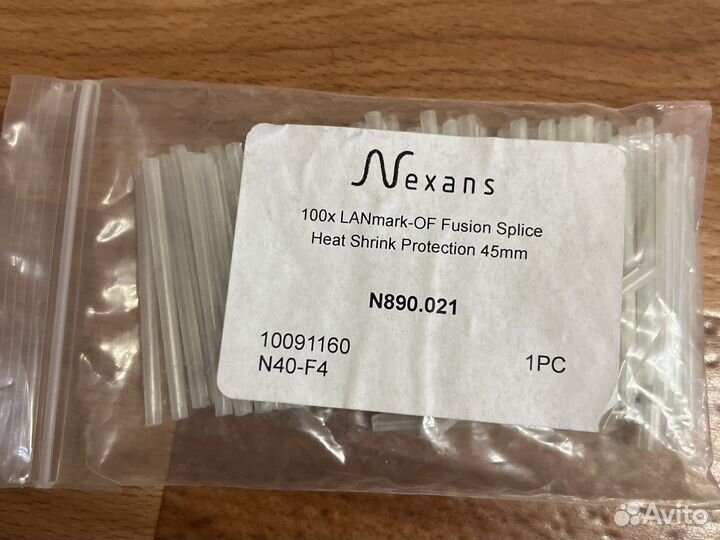 Nexans
100x LANmark-OF Fusion Splice
Heat Shrink Protection 45mm
N890.021
10091160
N40-F4
1PC
Avito